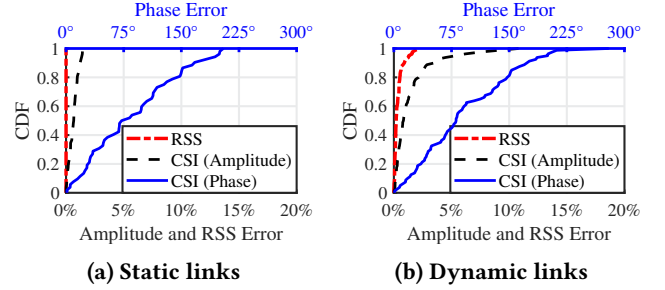 Phase Error
0° 75° 150° 225° 300°
1
0.8
0.6
0.4
0.2
0
CDF
RSS
CSI (Amplitude)
CSI (Phase)
0% 5% 10% 15% 20%
Amplitude and RSS Error
(a) Static links
Phase Error
0° 75° 150° 225° 300°
1
0.8
0.6
0.4
0.2
0
CDF
RSS
CSI (Amplitude)
CSI (Phase)
0% 5% 10% 15% 20%
Amplitude and RSS Error
(b) Dynamic links